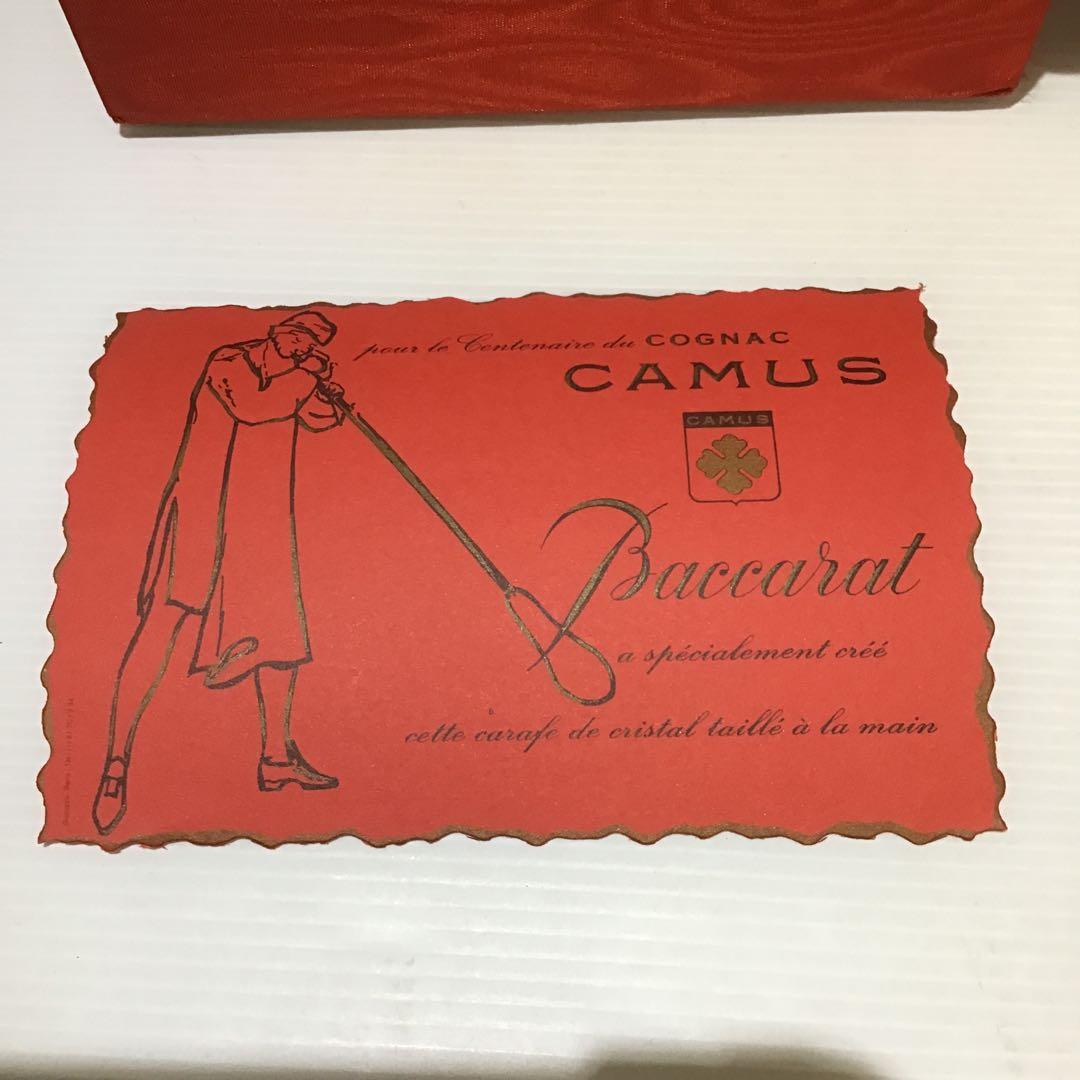 pour le Centenaire du COGNAC
CAMUS
CAMUS
Baccarat
a spécialement créé
cette carafe de cristal taillé à la main